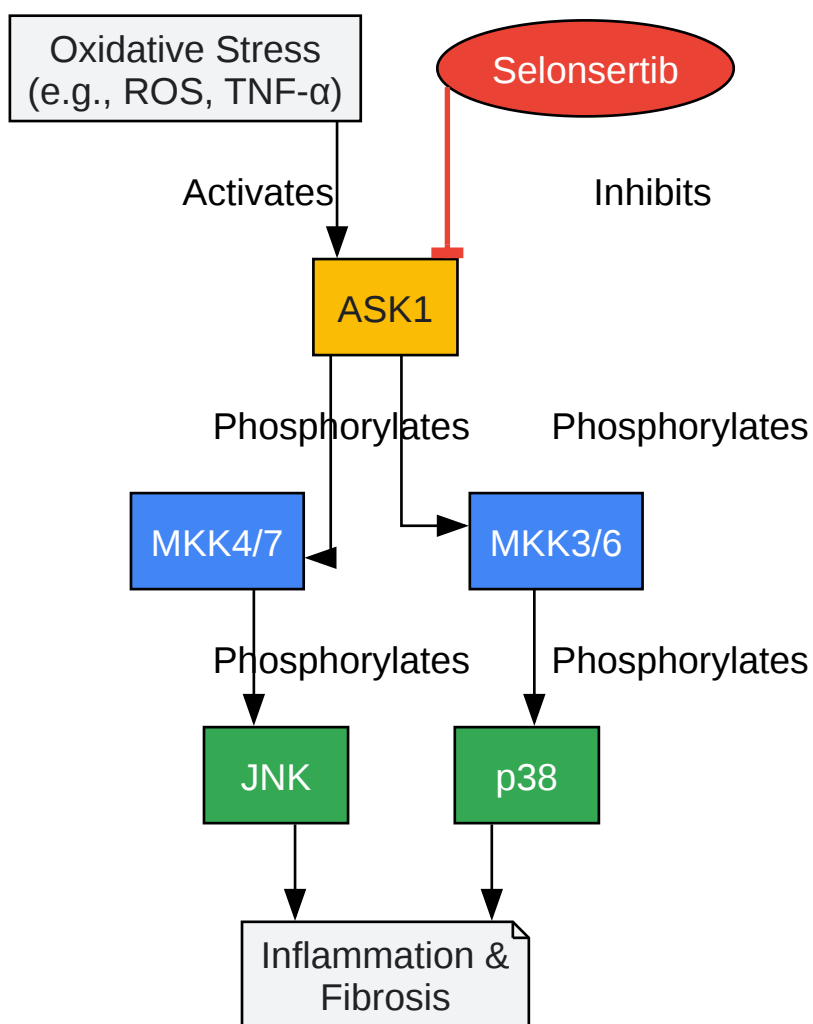 Oxidative Stress
(e.g., ROS, TNF-α)
Selonsertib
Activates
Inhibits
ASK1
Phosphorylates
Phosphorylates
MKK4/7
MKK3/6
Phosphorylates
Phosphorylates
JNK
p38
Inflammation &
Fibrosis